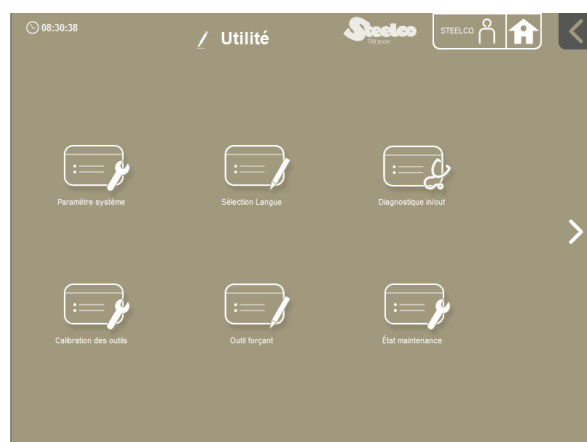 08:30:38
Utilité
Steelco
TW3000
STEELCO
Paramètre système
Sélection Langue
Diagnostique in/out
Calibration des outils
Outil forçant
État maintenance